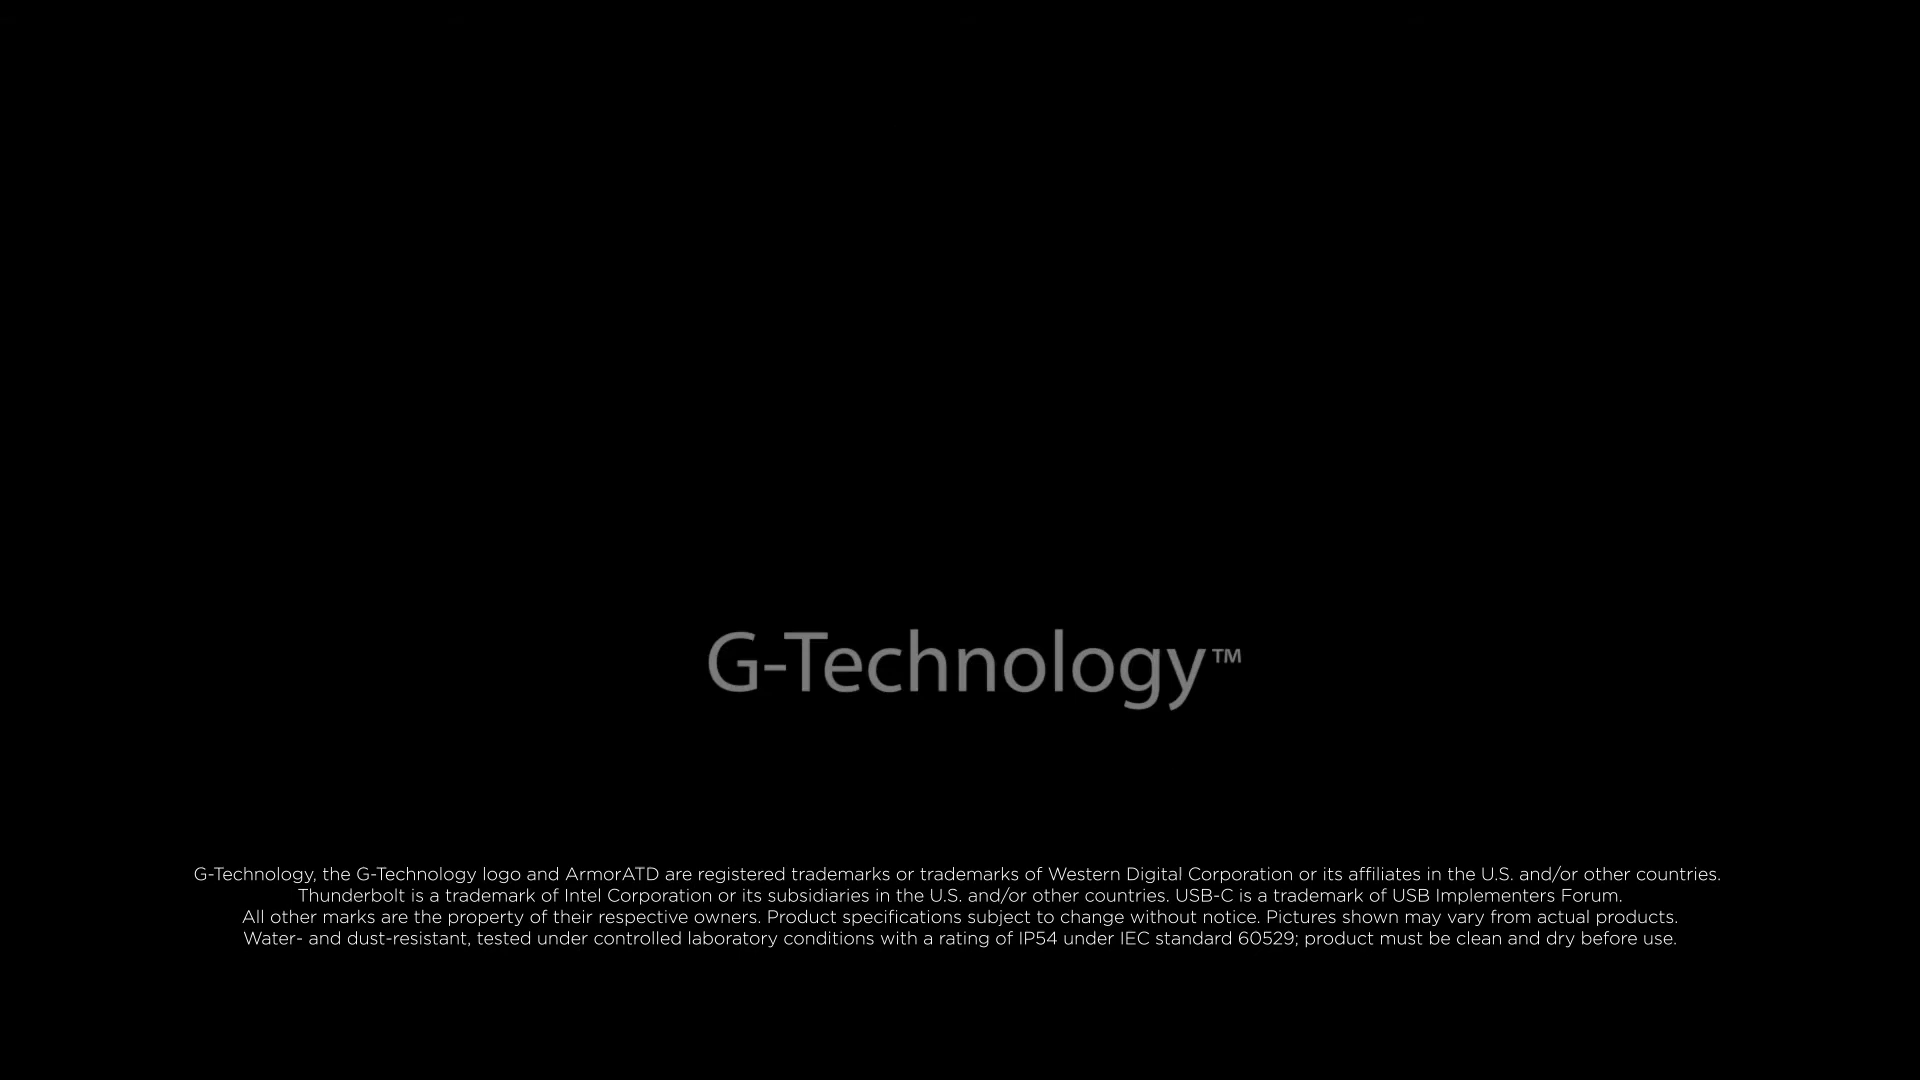 G-Technology™
G-Technology, the G-Technology logo and ArmorATD are registered trademarks or trademarks of Western Digital Corporation or its affiliates in the U.S. and/or other countries.
Thunderbolt is a trademark of Intel Corporation or its subsidiaries in the U.S. and/or other countries. USB-C is a trademark of USB Implementers Forum.
All other marks are the property of their respective owners. Product specifications subject to change without notice. Pictures shown may vary from actual products.
Water- and dust-resistant, tested under controlled laboratory conditions with a rating of IP54 under IEC standard 60529; product must be clean and dry before use.